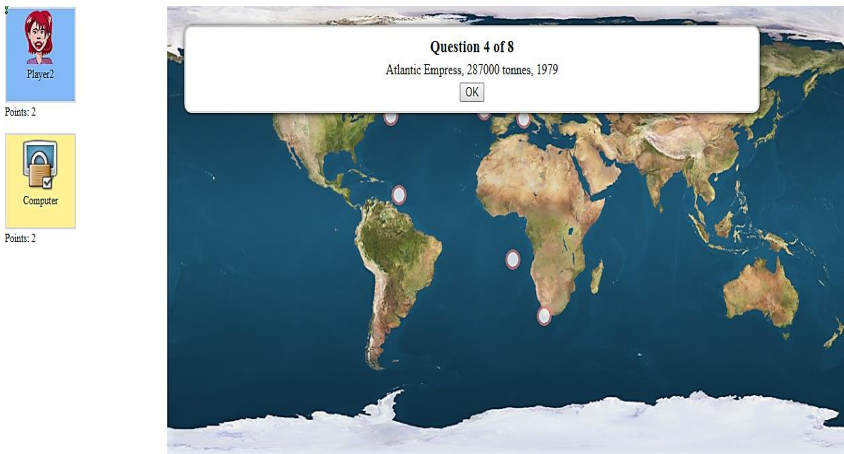 Player2
Points: 2
Computer
Points: 2
Question 4 of 8
Atlantic Empress, 287000 tonnes, 1979
OK